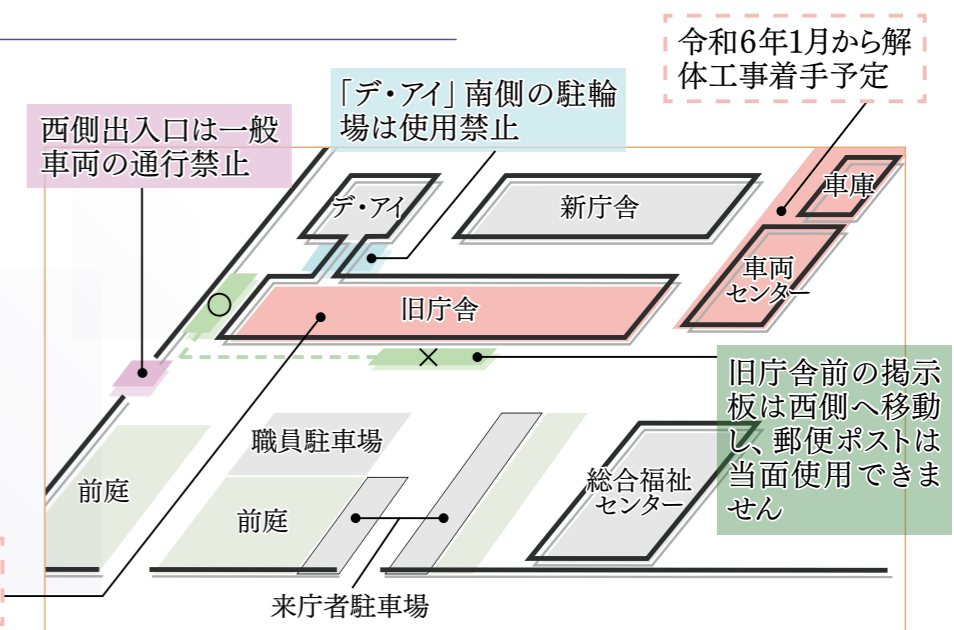 令和6年1月から解
体工事着手予定
「デ・アイ」南側の駐輪
場は使用禁止
西側出入口は一般
車両の通行禁止
デ・アイ
新庁舎
車庫
車両
センター
旧庁舎
○
×
旧庁舎前の掲示
板は西側へ移動
し、郵便ポストは
当面使用できま
せん
職員駐車場
前庭
前庭
総合福祉
センター
来庁者駐車場